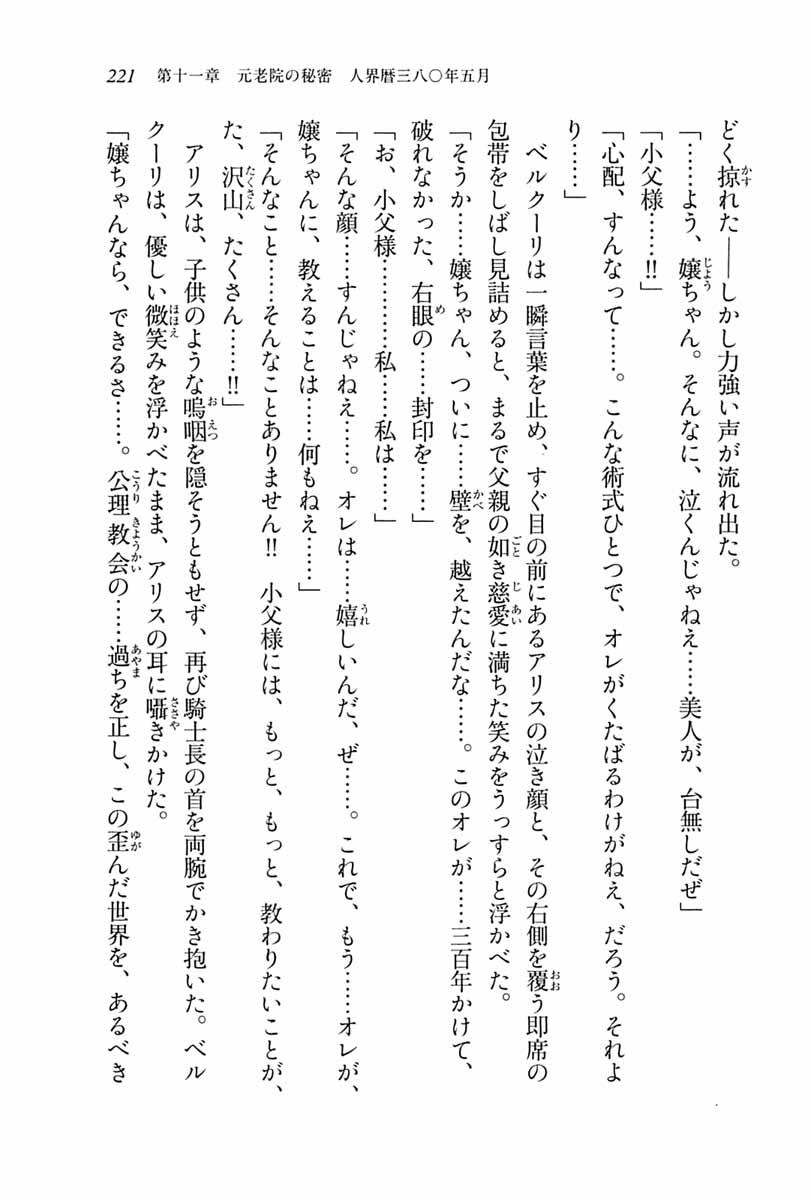 221 第十一章 元老院の秘密 人界暦三八〇年五月
どく掠れた――しかし力強い声が流れ出た。
「……よう、嬢ちゃん。そんなに、泣くんじゃねえ……美人が、台無しだぜ」
「小父様……!!」
「心配、すんなって……。こんな術式ひとつで、オレがくたばるわけがねえ、だろう。それよ
り……」
　ベルクーリは一瞬言葉を止め、すぐ目の前にあるアリスの泣き顔と、その右側を覆う即席の
包帯をしばし見詰めると、まるで父親の如き慈愛に満ちた笑みをうっすらと浮かべた。
「そうか……嬢ちゃん、ついに……壁を、越えたんだな……。このオレが……三百年かけて、
破れなかった、右眼の……封印を……」
「お、小父様…………私……私は……」
「そんな顔……すんじゃねえ……。オレは……嬉しいんだ、ぜ……。これで、もう……オレが、
嬢ちゃんに、教えることは……何もねえ……」
「そんなこと……そんなことありません!!　小父様には、もっと、もっと、教わりたいことが、
た、沢山、たくさん……!!」
　アリスは、子供のような嗚咽を隠そうともせず、再び騎士長の首を両腕でかき抱いた。ベル
クーリは、優しい微笑みを浮かべたまま、アリスの耳に囁きかけた。
「嬢ちゃんなら、できるさ……。公理教会の……過ちを正し、この歪んだ世界を、あるべき